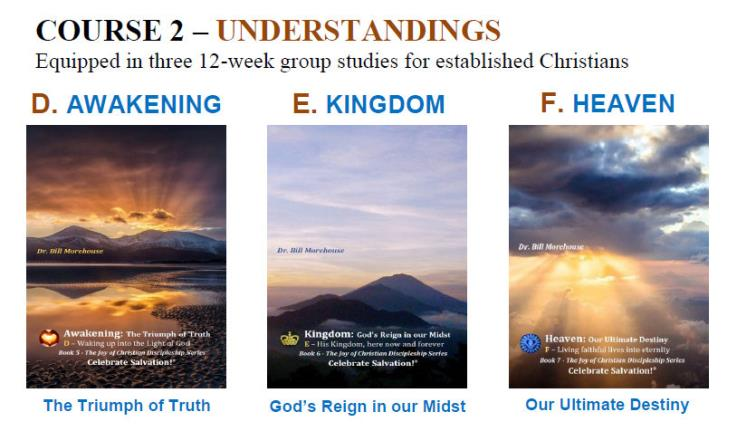 COURSE 2 – UNDERSTANDINGS
Equipped in three 12-week group studies for established Christians
D. AWAKENING
Dr. Bill Morehouse
Awakening: The Triumph of Truth
D – Waking up into the Light of God
Book 5 - The Joy of Christian Discipleship Series
Celebrate Salvation!®
The Triumph of Truth
E. KINGDOM
Dr. Bill Morehouse
Kingdom: God's Reign in our Midst
E – His Kingdom, here now and forever
Book 6 - The Joy of Christian Discipleship Series
Celebrate Salvation!®
God's Reign in our Midst
F. HEAVEN
Dr. Bill Morehouse
Heaven: Our Ultimate Destiny
F – Living faithful lives into eternity
Book 7 - The Joy of Christian Discipleship Series
Celebrate Salvation!®
Our Ultimate Destiny